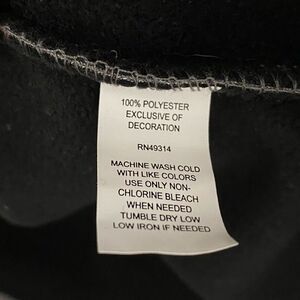 100% POLYESTER
EXCLUSIVE OF
DECORATION
RN49314
MACHINE WASH COLD
WITH LIKE COLORS
USE ONLY NON-
CHLORINE BLEACH
WHEN NEEDED
TUMBLE DRY LOW
LOW IRON IF NEEDED